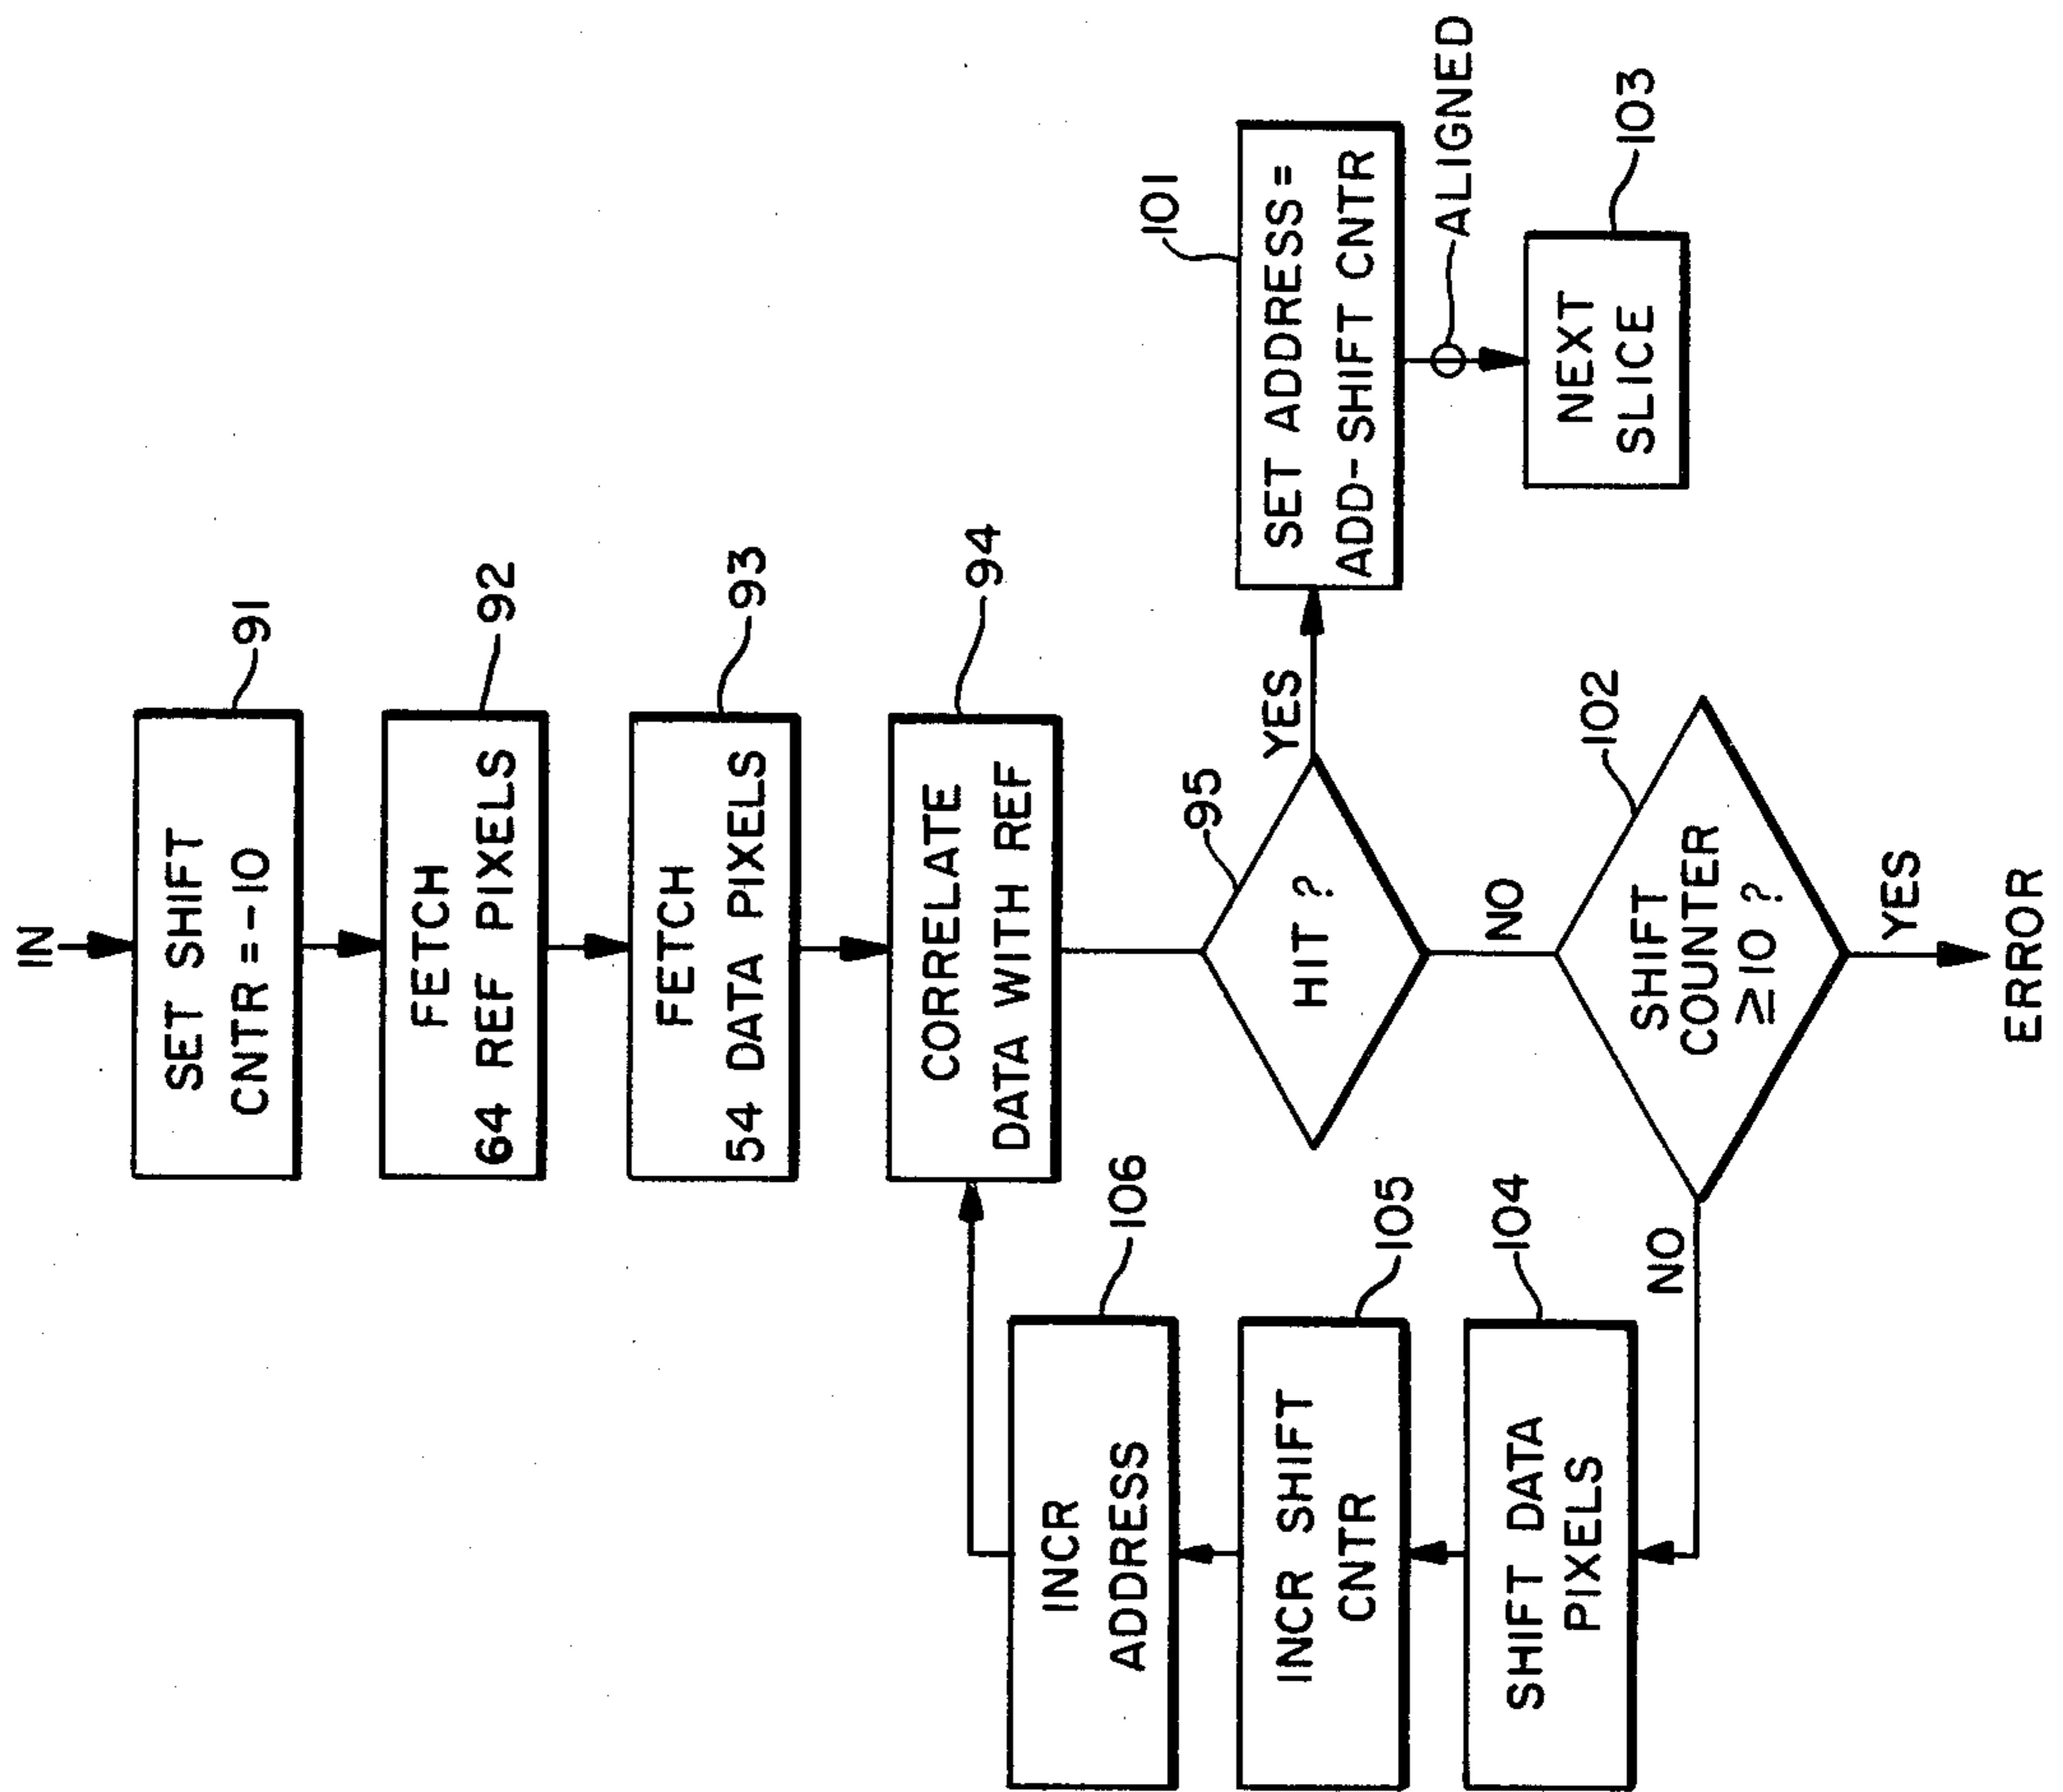 IN
SET SHIFT
CNTR = -10
91
FETCH
64 REF PIXELS
92
FETCH
54 DATA PIXELS
93
CORRELATE
DATA WITH REF
94
HIT ?
95
YES
SET ADDRESS =
ADD-SHIFT CNTR
101
ALIGNED
NEXT
SLICE
103
NO
SHIFT
COUNTER
≥10 ?
102
YES
ERROR
NO
SHIFT DATA
PIXELS
104
INCR SHIFT
CNTR
105
INCR
ADDRESS
106